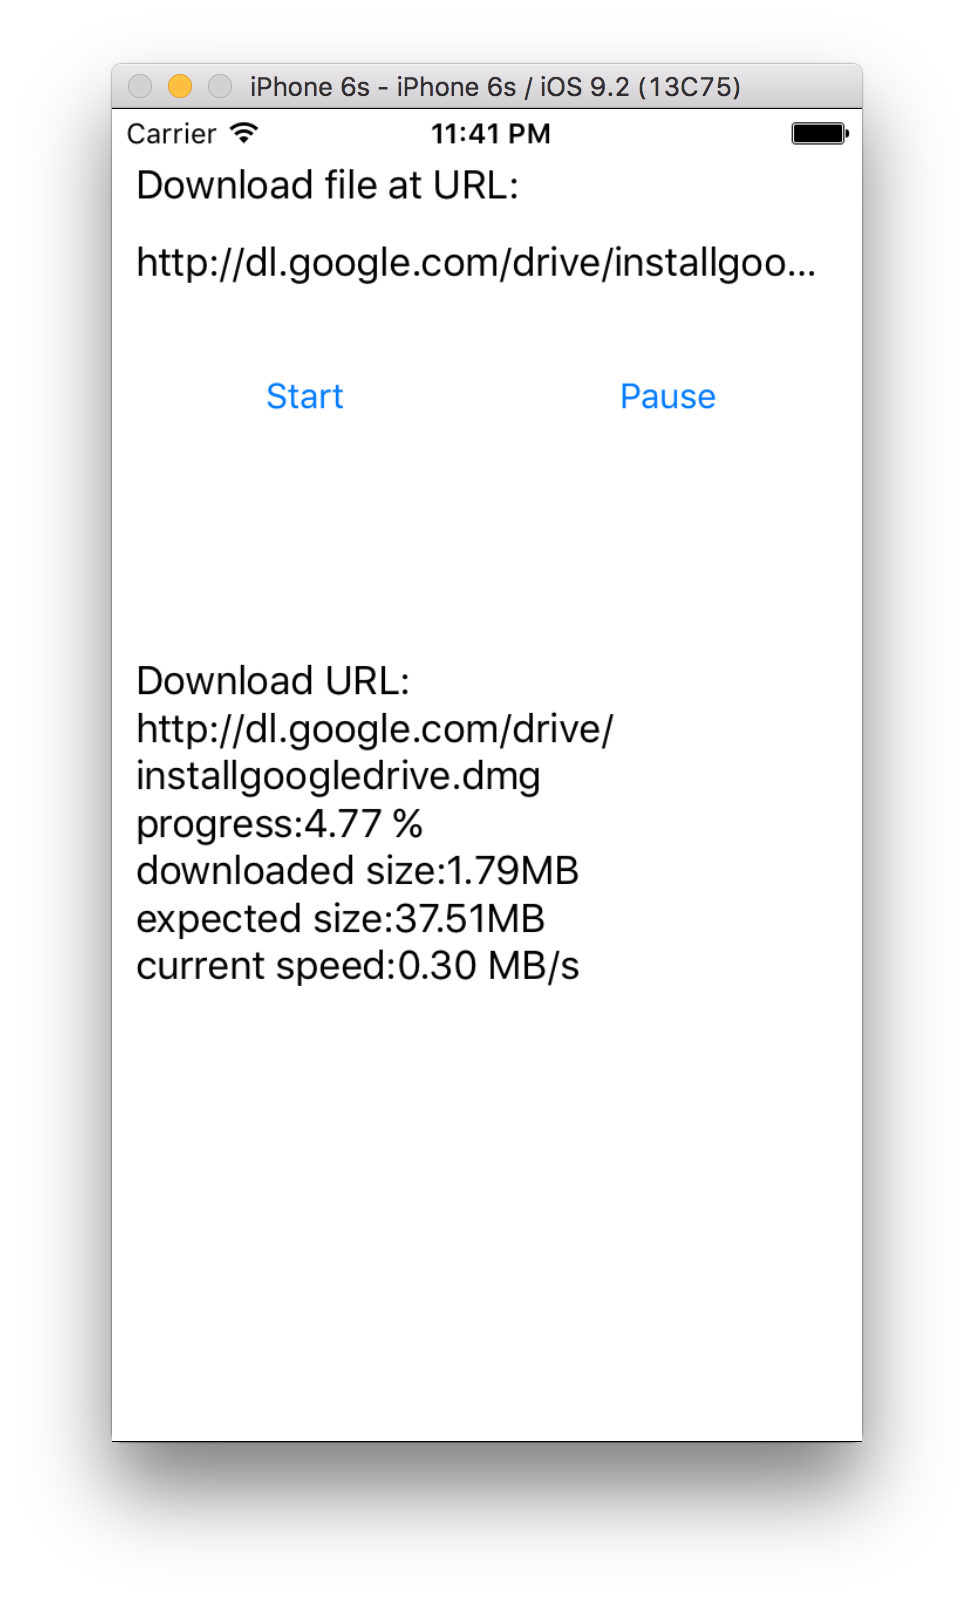 iPhone 6s - iPhone 6s / iOS 9.2 (13C75)
Carrier 11:41 PM
Download file at URL:
http://dl.google.com/drive/installgoo...
Start Pause
Download URL:
http://dl.google.com/drive/
installgoogledrive.dmg
progress:4.77 %
downloaded size:1.79MB
expected size:37.51MB
current speed:0.30 MB/s